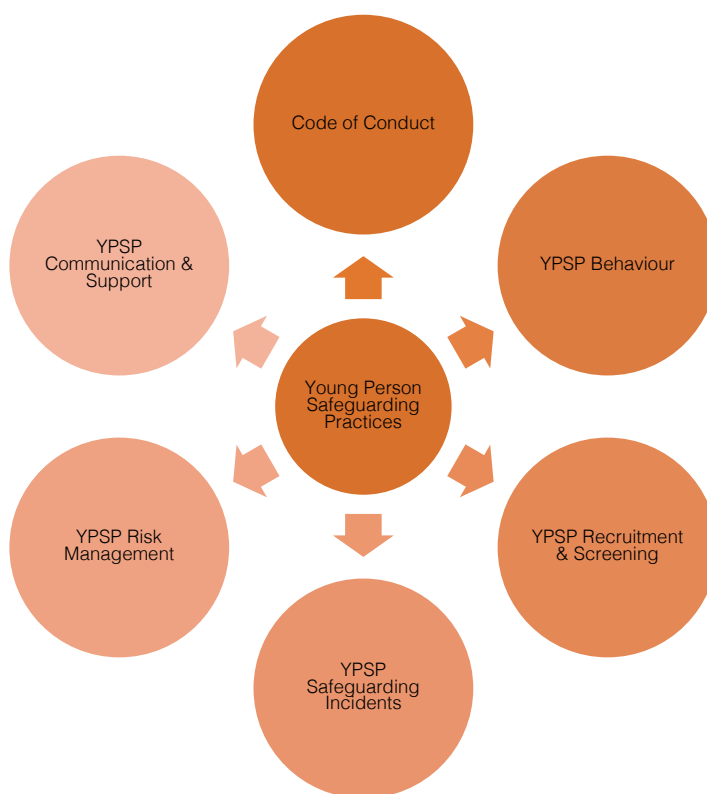 Code of Conduct
YPSP
Communication &
Support
YPSP Behaviour
Young Person
Safeguarding
Practices
YPSP Risk
Management
YPSP Recruitment
& Screening
YPSP
Safeguarding
Incidents